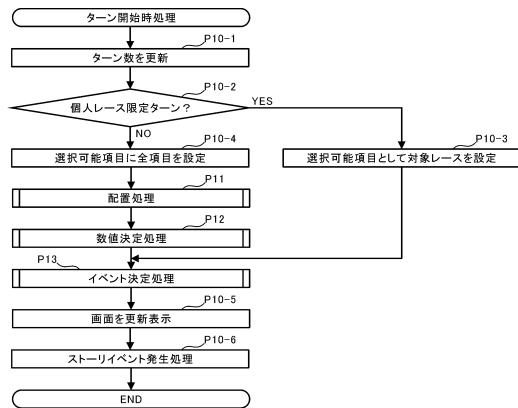 ターン開始時処理
P10-1
ターン数を更新
P10-2
個人レース限定ターン?
YES
NO
P10-4
選択可能項目に全項目を設定
P10-3
選択可能項目として対象レースを設定
P11
配置処理
P12
数値決定処理
P13
イベント決定処理
P10-5
画面を更新表示
P10-6
ストーリイベント発生処理
END